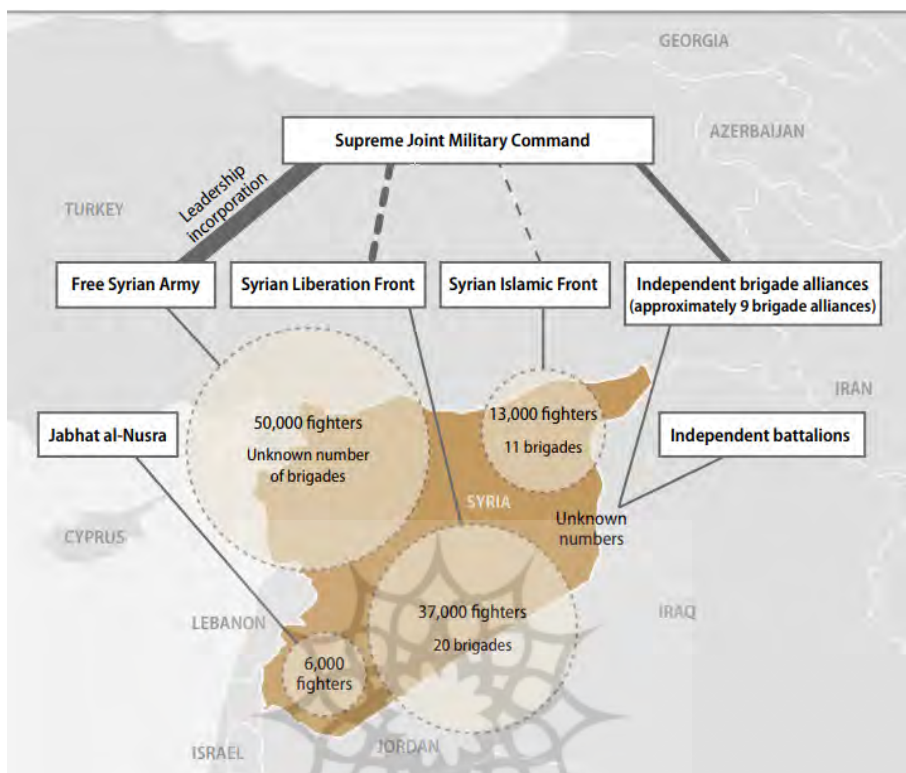 GEORGIA
Supreme Joint Military Command
AZERBAIJAN
Leadership
incorporation
TURKEY
Free Syrian Army
Syrian Liberation Front
Syrian Islamic Front
Independent brigade alliances
(approximately 9 brigade alliances)
IRAN
50,000 fighters
Unknown number
of brigades
13,000 fighters
11 brigades
Jabhat al-Nusra
Independent battalions
SYRIA
Unknown
numbers
CYPRUS
LEBANON
37,000 fighters
20 brigades
IRAQ
6,000
fighters
ISRAEL
JORDAN